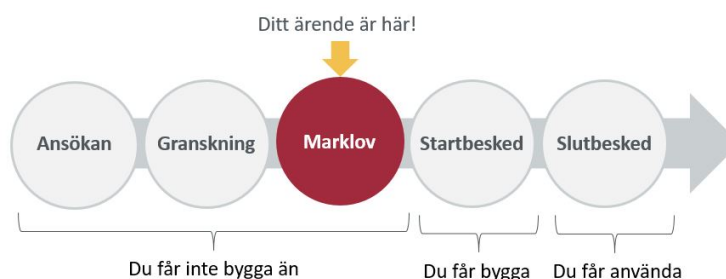 Ditt ärende är här!
Ansökan
Granskning
Marklov
Startbesked
Slutbesked
Du får inte bygga än
Du får bygga
Du får använda